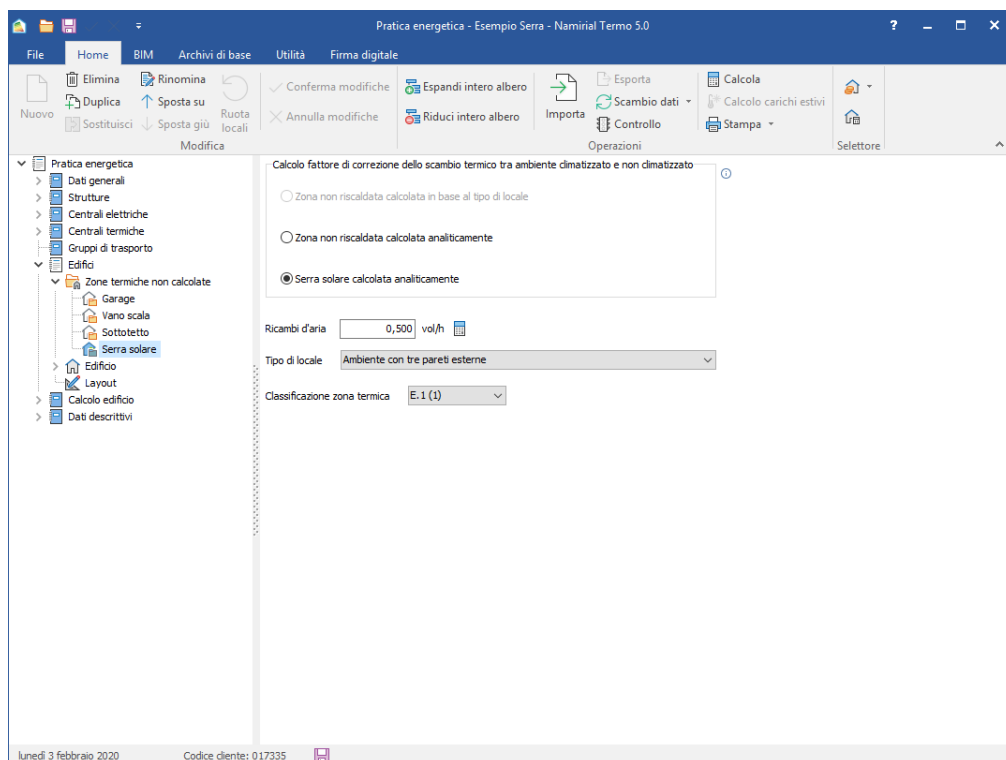 Pratica energetica - Esempio Serra - Namirial Termo 5.0
?
File Home BIM Archivi di base Utilità Firma digitale
Nuovo
Elimina
Duplica
Sostituisci
Rinomina
Sposta su
Sposta giù
Ruota
locali
Modifica
Conferma modifiche
Annulla modifiche
Espandi intero albero
Riduci intero albero
Importa
Esporta
Scambio dati
Controllo
Calcola
Calcolo carichi estivi
Stampa
Operazioni
Selettore
Pratica energetica
Dati generali
Strutture
Centrali elettriche
Centrali termiche
Gruppi di trasporto
Edifici
Zone termiche non calcolate
Garage
Vano scala
Sottotetto
Serra solare
Edificio
Layout
Calcolo edificio
Dati descrittivi
Calcolo fattore di correzione dello scambio termico tra ambiente climatizzato e non climatizzato
Zona non riscaldata calcolata in base al tipo di locale
Zona non riscaldata calcolata analiticamente
Serra solare calcolata analiticamente
Ricambi d'aria 0,500 vol/h
Tipo di locale Ambiente con tre pareti esterne
Classificazione zona termica E.1 (1)
lunedì 3 febbraio 2020 Codice cliente: 017335